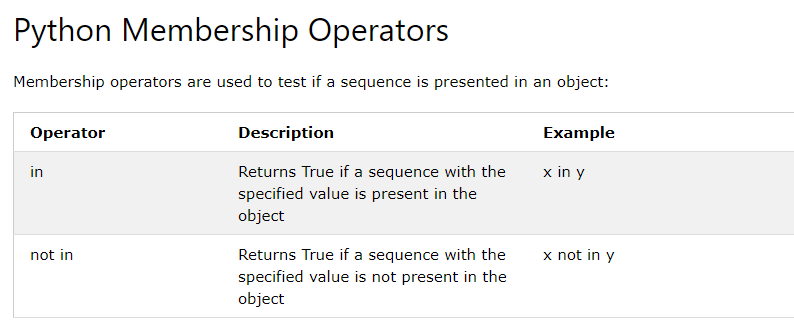 Python Membership Operators
Membership operators are used to test if a sequence is presented in an object:
Operator Description Example
in Returns True if a sequence with the x in y
specified value is present in the
object
not in Returns True if a sequence with the x not in y
specified value is not present in the
object